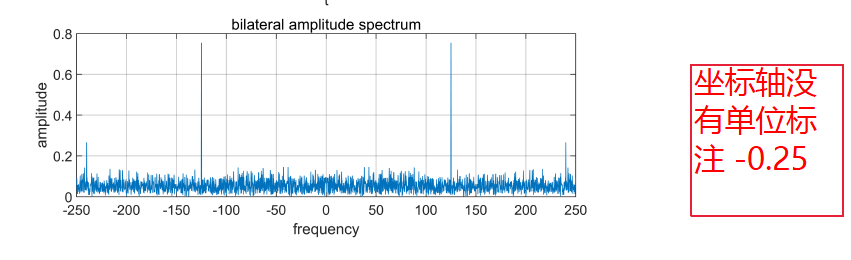 t
bilateral amplitude spectrum
0.8
0.6
0.4
0.2
0
amplitude
-250 -200 -150 -100 -50 0 50 100 150 200 250
frequency
坐标轴没
有单位标
注 -0.25